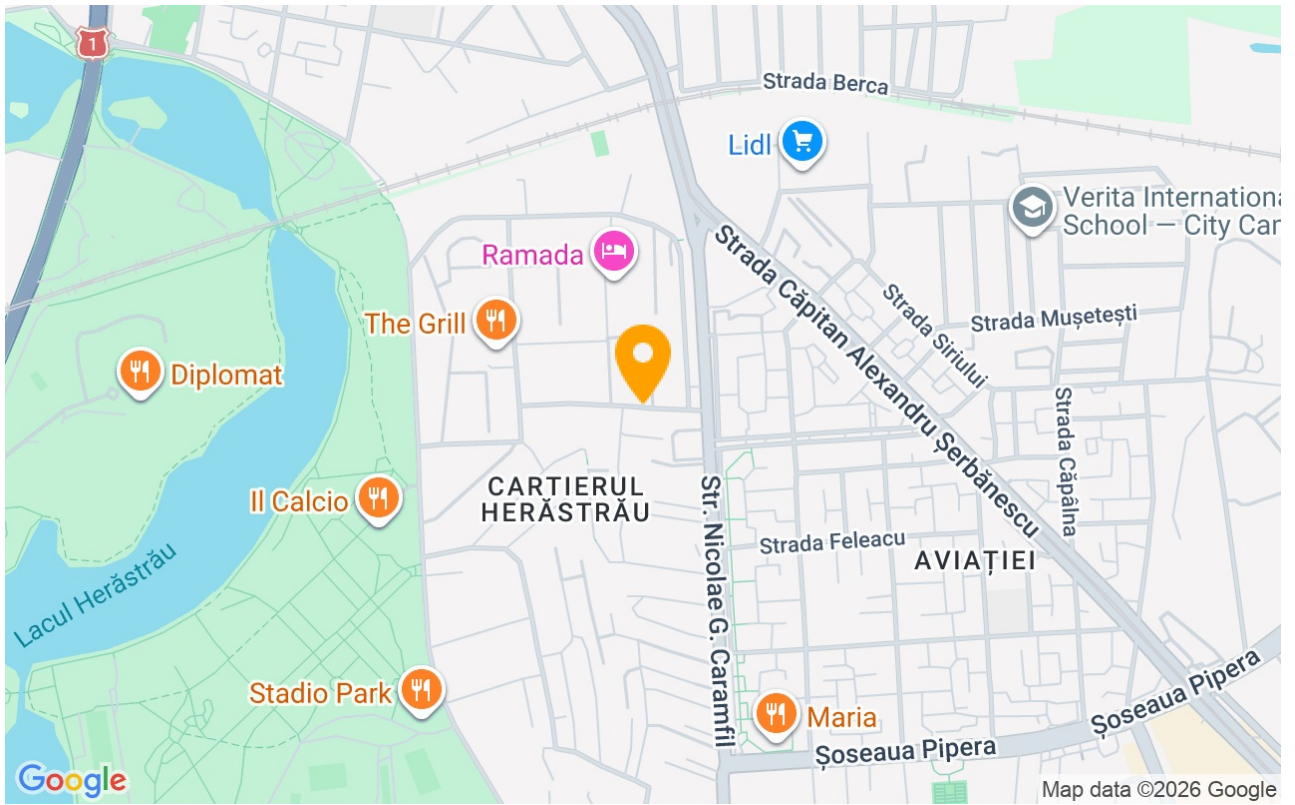 1
Strada Berca
Lidl
Verita Internationa
School — City Car
Ramada
Strada Căpitan Alexandru Șerbănescu
Strada Siriului
Strada Mușetești
The Grill
Diplomat
Strada Căpâlna
CARTIERUL
HERĂSTRĂU
Il Calcio
Str. Nicolae G. Caramfil
Strada Feleacu
AVIAȚIEI
Lacul Herăstrău
Stadio Park
Maria
Șoseaua Pipera
Șoseaua Pipera
Google
Map data ©2026 Google